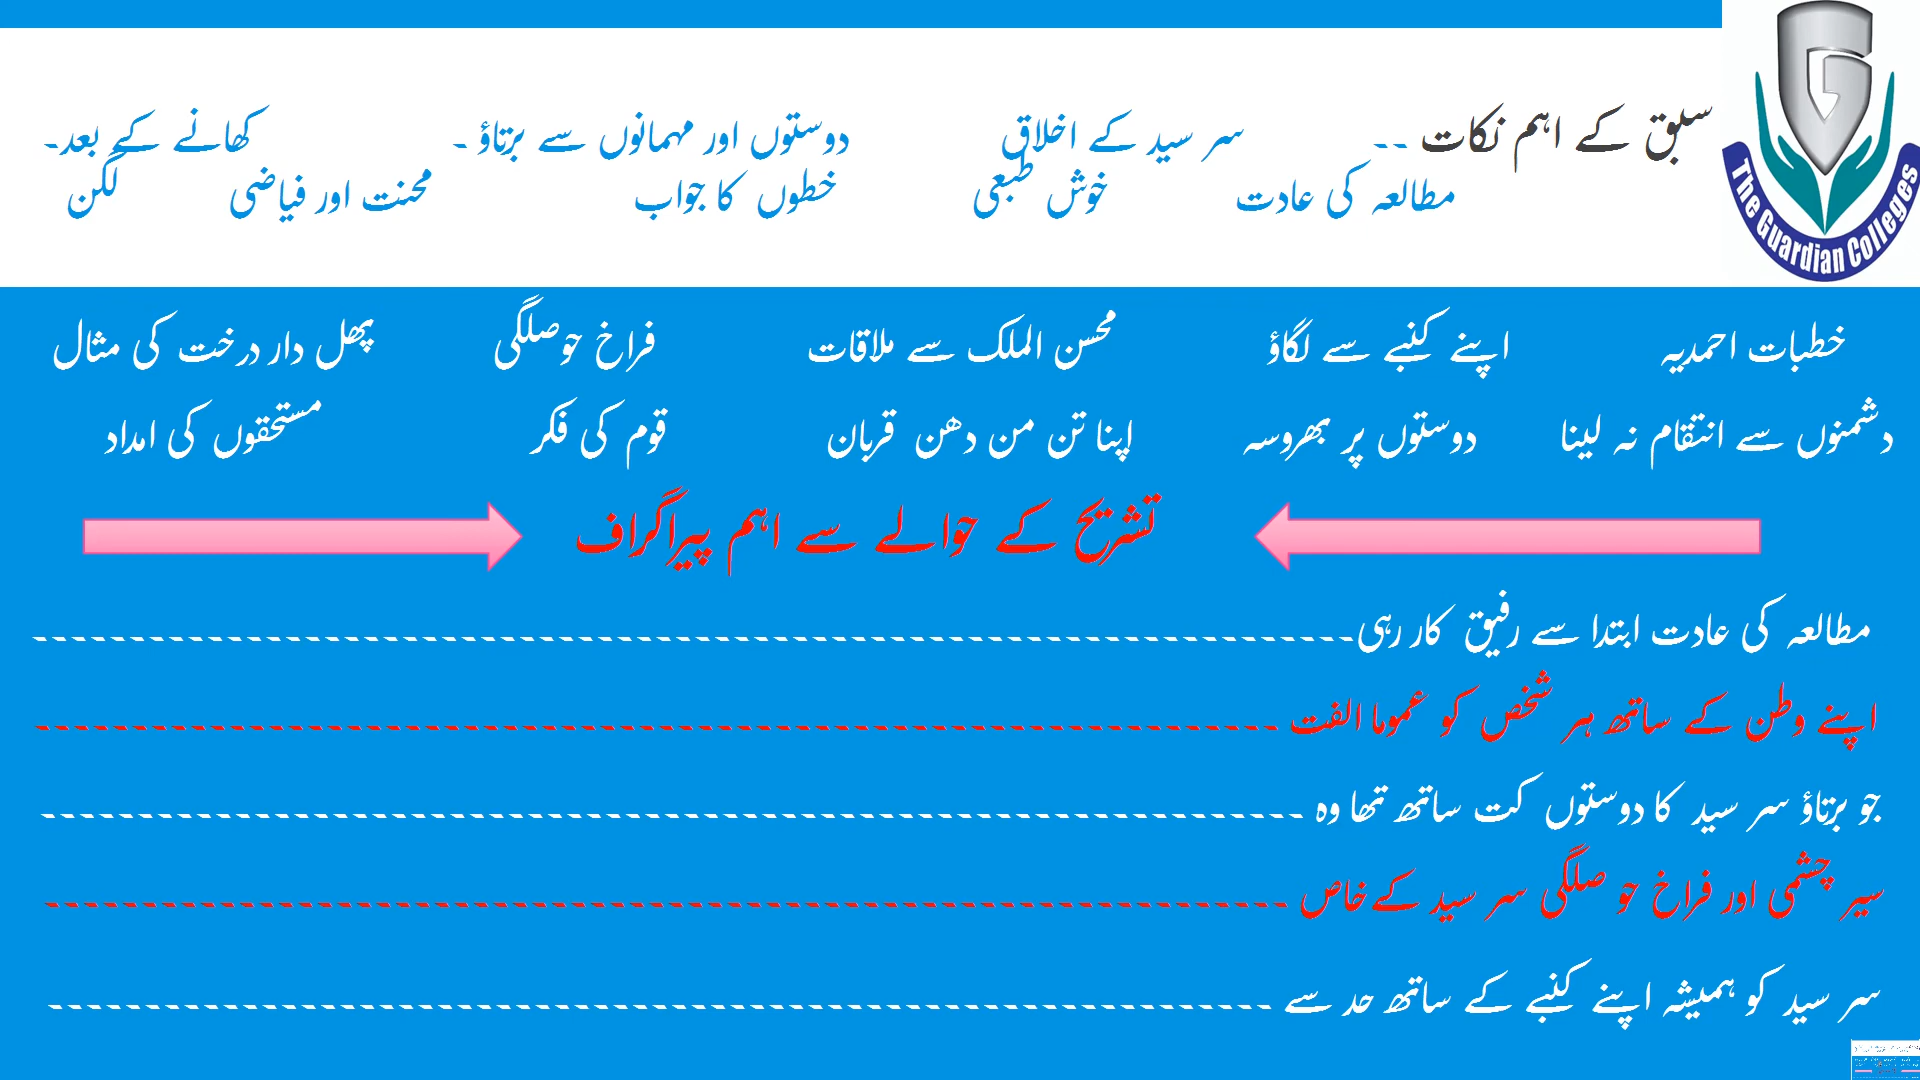 سبق کے اہم نکات -- سر سید کے اخلاق دوستوں اور مہمانوں سے برتاؤ - کھانے کے بعد-
مطالعہ کی عادت خوش طبعی خطوں کا جواب محنت اور فیاضی لگن
The Guardian Colleges
خطبات احمدیہ اپنے کنبے سے لگاؤ محسن الملک سے ملاقات فراخ حوصلگی پھل دار درخت کی مثال
دشمنوں سے انتقام نہ لینا دوستوں پر بھروسہ اپنا تن من دھن قربان قوم کی فکر مستحقوں کی امداد
تشریح کے حوالے سے اہم پیراگراف
مطالعہ کی عادت ابتدا سے رفیق کار رہی--------------------------------------------------------------------
اپنے وطن کے ساتھ ہر شخص کو عموما الفت ----------------------------------------------------------------
جو برتاؤ سر سید کا دوستوں کت ساتھ تھا وہ -----------------------------------------------------------------
سیر چشمی اور فراخ حو صلگی سر سید کے خاص ----------------------------------------------------------------
سر سید کو ہمیشہ اپنے کنبے کے ساتھ حد سے ---------------------------------------------------------------